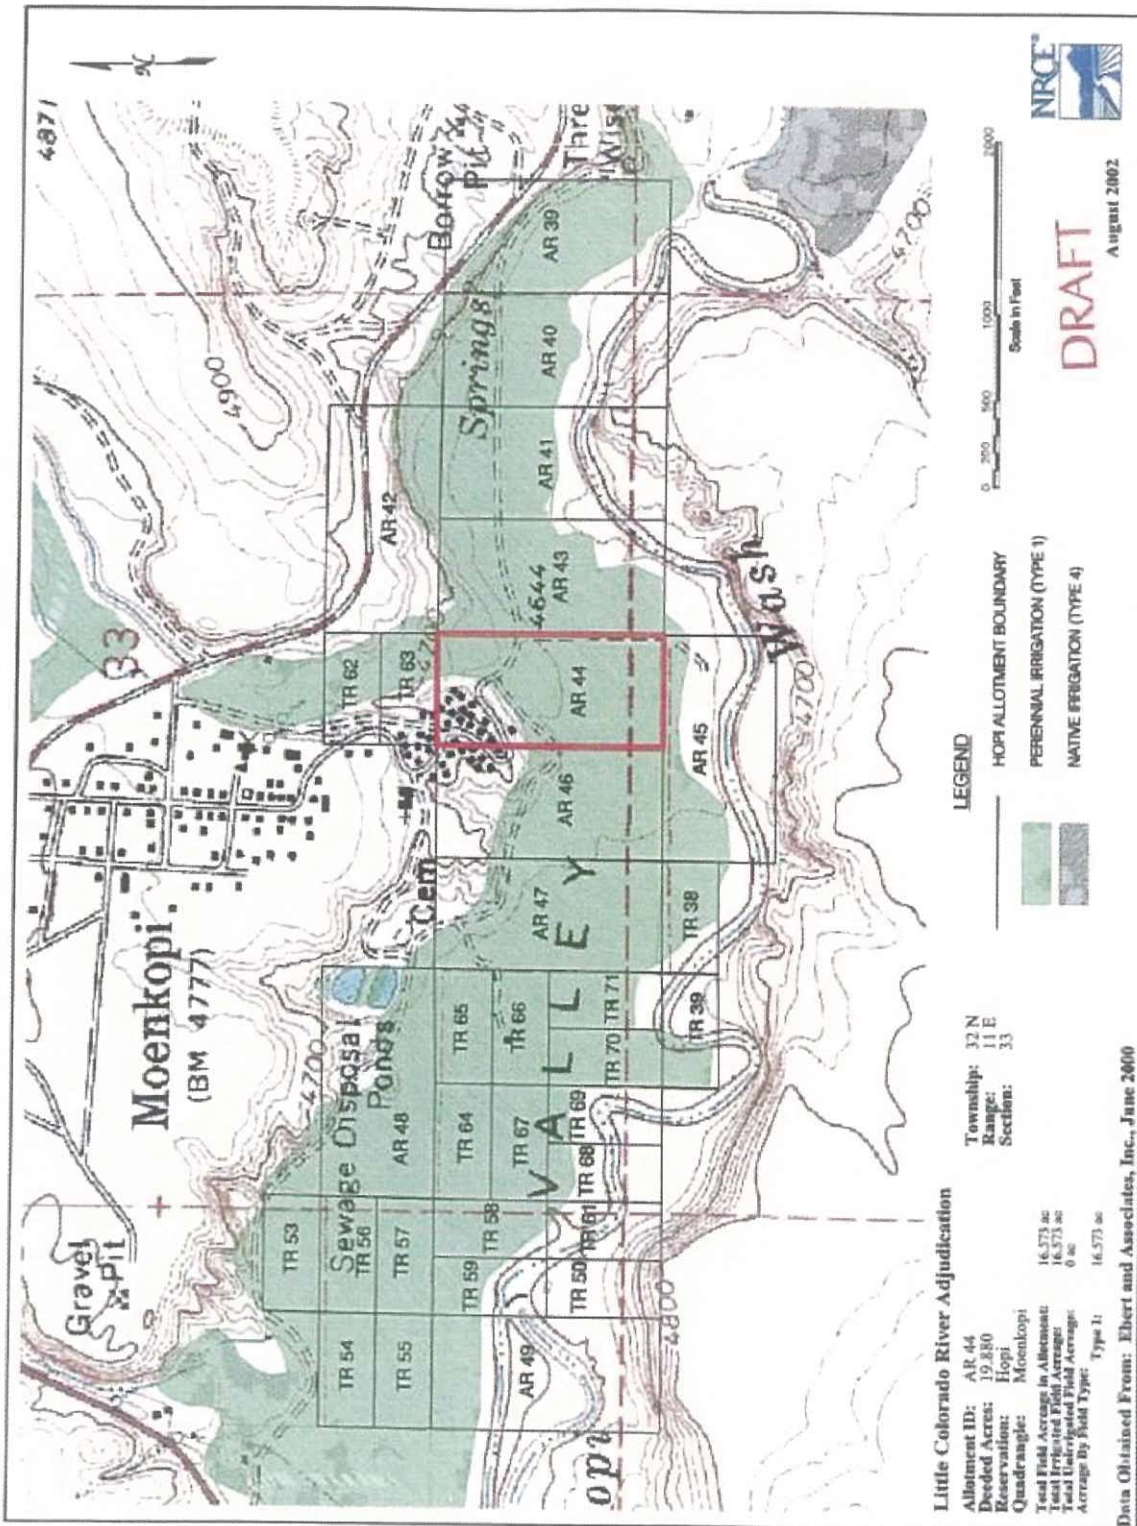 4871
N
4900
33
Borrow
Pit
Thre
"Wis
Springs
AR 39
AR 40
AR 41
AR 42
AR 43
4644
AR 44
AR 45
AR 46
AR 47
AR 48
AR 49
TR 62
TR 63
Cem
Moenkopi
(BM 4777)
4700
Sewage Disposal
Ponds
Gravel
Pit
TR 53
TR 54
TR 55
TR 56
TR 57
TR 58
TR 59
TR 50
TR 61
TR 64
TR 65
TR 66
TR 67
TR 68
TR 69
TR 70
TR 71
TR 38
TR 39
VALLEY
opi
Wash
4700
4700
4800
Little Colorado River Adjudication
Allotment ID: AR 44
Deeded Acres: 19.880
Reservation: Hopi
Quadrangle: Moenkopi
Total Field Acreage in Allotment: 16.573 ac
Total Irrigated Field Acreage: 16.573 ac
Total Unirrigated Field Acreage: 0 ac
Acreage By Field Type: Type 1: 16.573 ac
Township: 32 N
Range: 11 E
Section: 33
LEGEND
HOPI ALLOTMENT BOUNDARY
PERENNIAL IRRIGATION (TYPE 1)
NATIVE IRRIGATION (TYPE 4)
0 200 500 1000 2000
Scale in Feet
DRAFT
August 2002
NRCE®
Data Obtained From: Ebert and Associates, Inc., June 2000